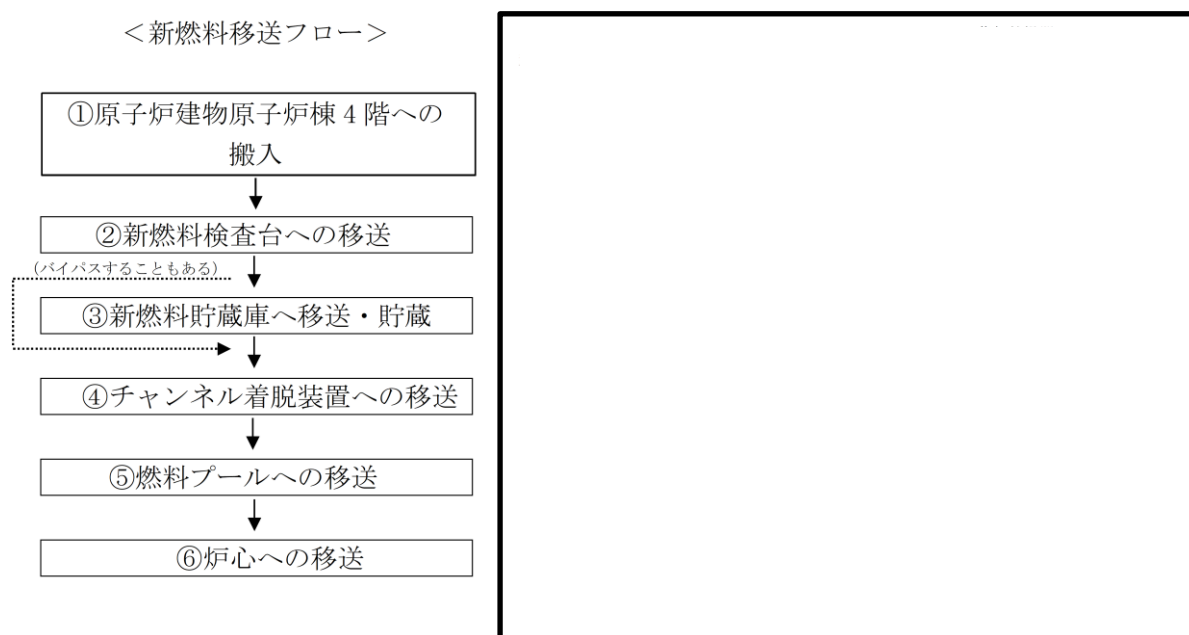 ＜新燃料移送フロー＞
①原子炉建物原子炉棟４階への
搬入
②新燃料検査台への移送
(バイパスすることもある)
③新燃料貯蔵庫へ移送・貯蔵
④チャンネル着脱装置への移送
⑤燃料プールへの移送
⑥炉心への移送